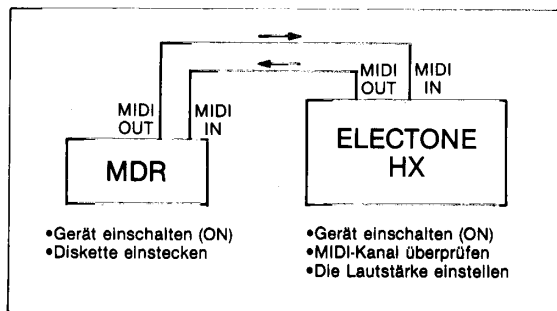 MIDI
OUT
MIDI
IN
MIDI
OUT
MIDI
IN
MDR
ELECTONE
HX
•Gerät einschalten (ON)
•Diskette einstecken
•Gerät einschalten (ON)
•MIDI-Kanal überprüfen
•Die Lautstärke einstellen